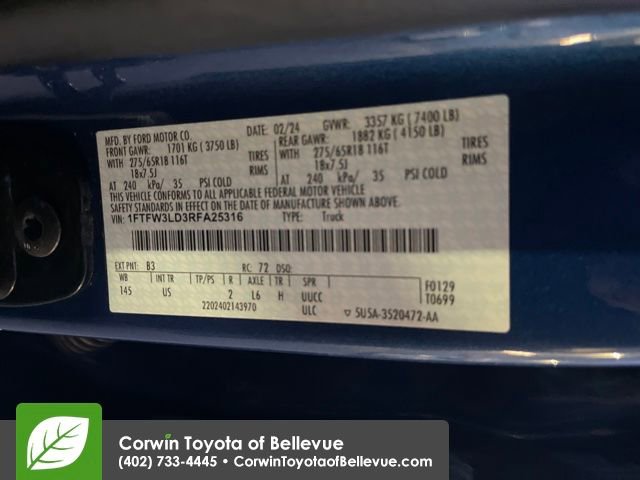 MFD. BY FORD MOTOR CO.
DATE: 02/24 GVWR: 3357 KG (7400 LB)
FRONT GAWR: 1701 KG (3750 LB)
REAR GAWR: 1882 KG (4150 LB)
WITH 275/65R18 116T TIRES
WITH 275/65R18 116T TIRES
18x7.5J RIMS
18x7.5J RIMS
AT 240 kPa/ 35 PSI COLD
AT 240 kPa/ 35 PSI COLD
THIS VEHICLE CONFORMS TO ALL APPLICABLE FEDERAL MOTOR VEHICLE
SAFETY STANDARDS IN EFFECT ON THE DATE OF MANUFACTURE SHOWN ABOVE.
VIN: 1FTFW3LD3RFA25316 TYPE: Truck
EXT PNT: B3 RC: 72 DSO:
WB INT TR TP/PS R AXLE TR SPR
145 US 2 L6 H UUCC
F0129
T0699
2202402143970 ULC
5U5A-3520472-AA
Corwin Toyota of Bellevue
(402) 733-4445 • CorwinToyotaofBellevue.com